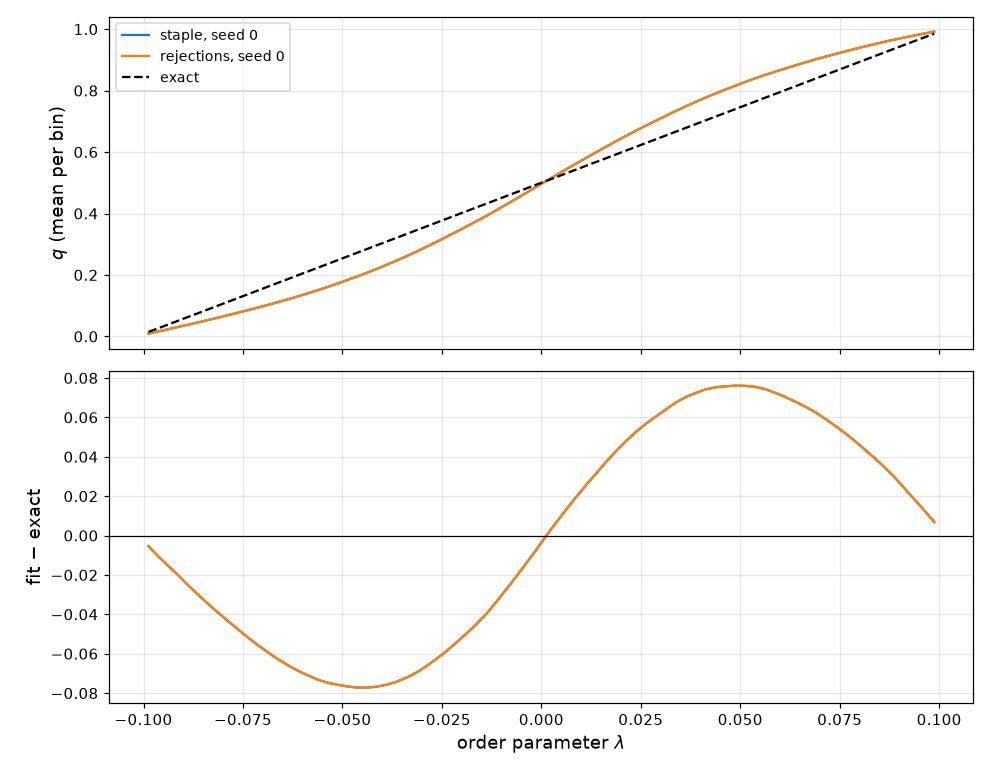 1.0
0.8
0.6
0.4
0.2
0.0
q (mean per bin)
staple, seed 0
rejections, seed 0
exact
0.08
0.06
0.04
0.02
0.00
−0.02
−0.04
−0.06
−0.08
fit − exact
−0.100 −0.075 −0.050 −0.025 0.000 0.025 0.050 0.075 0.100
order parameter λ